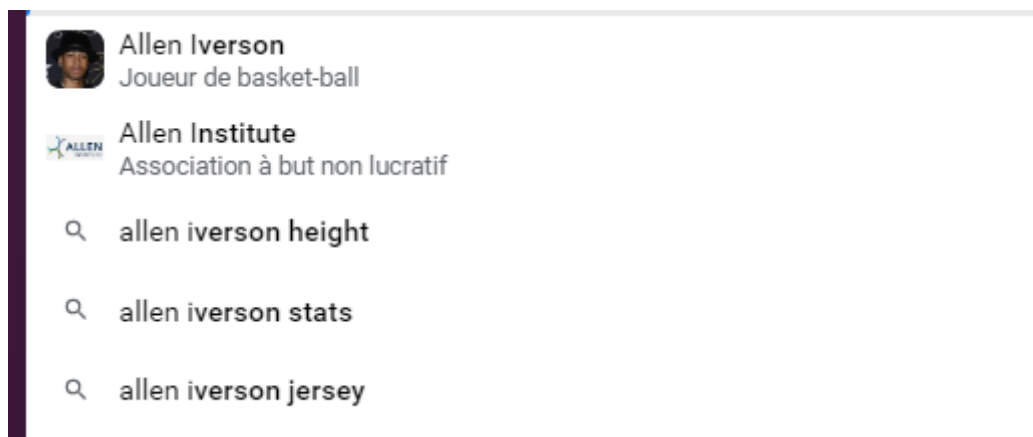 Allen Iverson
Joueur de basket-ball
ALLEN
Allen Institute
Association à but non lucratif
allen iverson height
allen iverson stats
allen iverson jersey